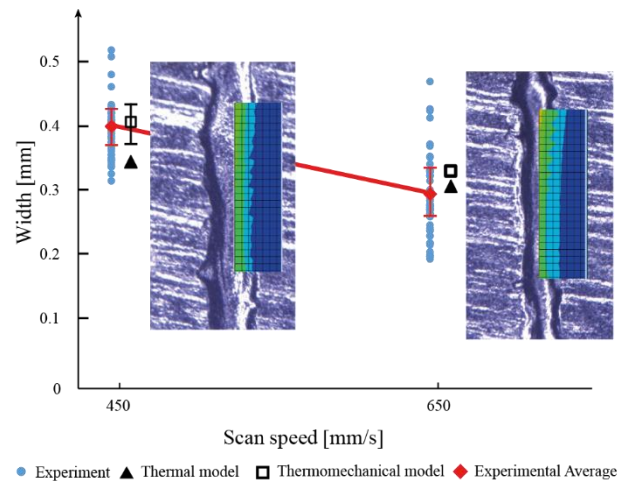 Width [mm]
0.5
0.4
0.3
0.2
0.1
0
450
650
Scan speed [mm/s]
Experiment Thermal model Thermomechanical model Experimental Average